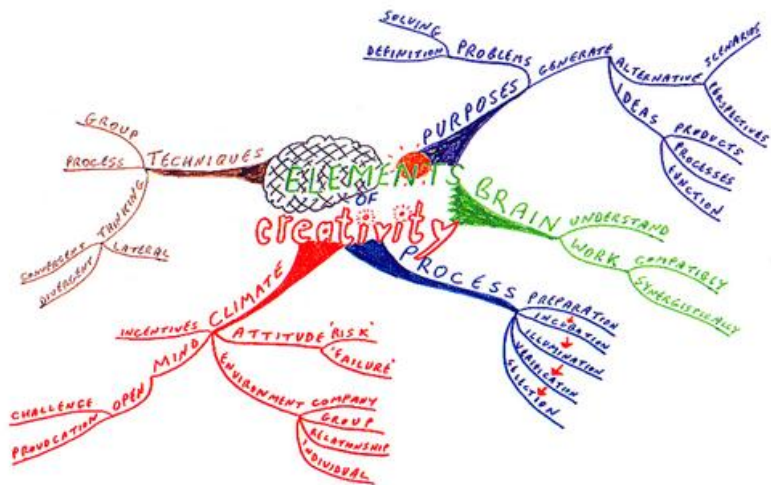 ELEMENTS
OF
creativity
PURPOSES
PROBLEMS
SOLVING
DEFINITION
GENERATE
ALTERNATIVE
SCENARIOS
PERSPECTIVES
IDEAS
PRODUCTS
PROCESSES
FUNCTION
BRAIN
UNDERSTAND
WORK
COMPATIBLY
SYNERGISTICALLY
PROCESS
PREPARATION
INCUBATION
ILLUMINATION
VERIFICATION
SELECTION
CLIMATE
INCENTIVES
ATTITUDE
"RISK"
"FAILURE"
ENVIRONMENT
COMPANY
GROUP
RELATIONSHIP
INDIVIDUAL
MIND
OPEN
CHALLENGE
PROVOCATION
TECHNIQUES
GROUP
PROCESS
THINKING
LATERAL
CONVERGENT
DIVERGENT